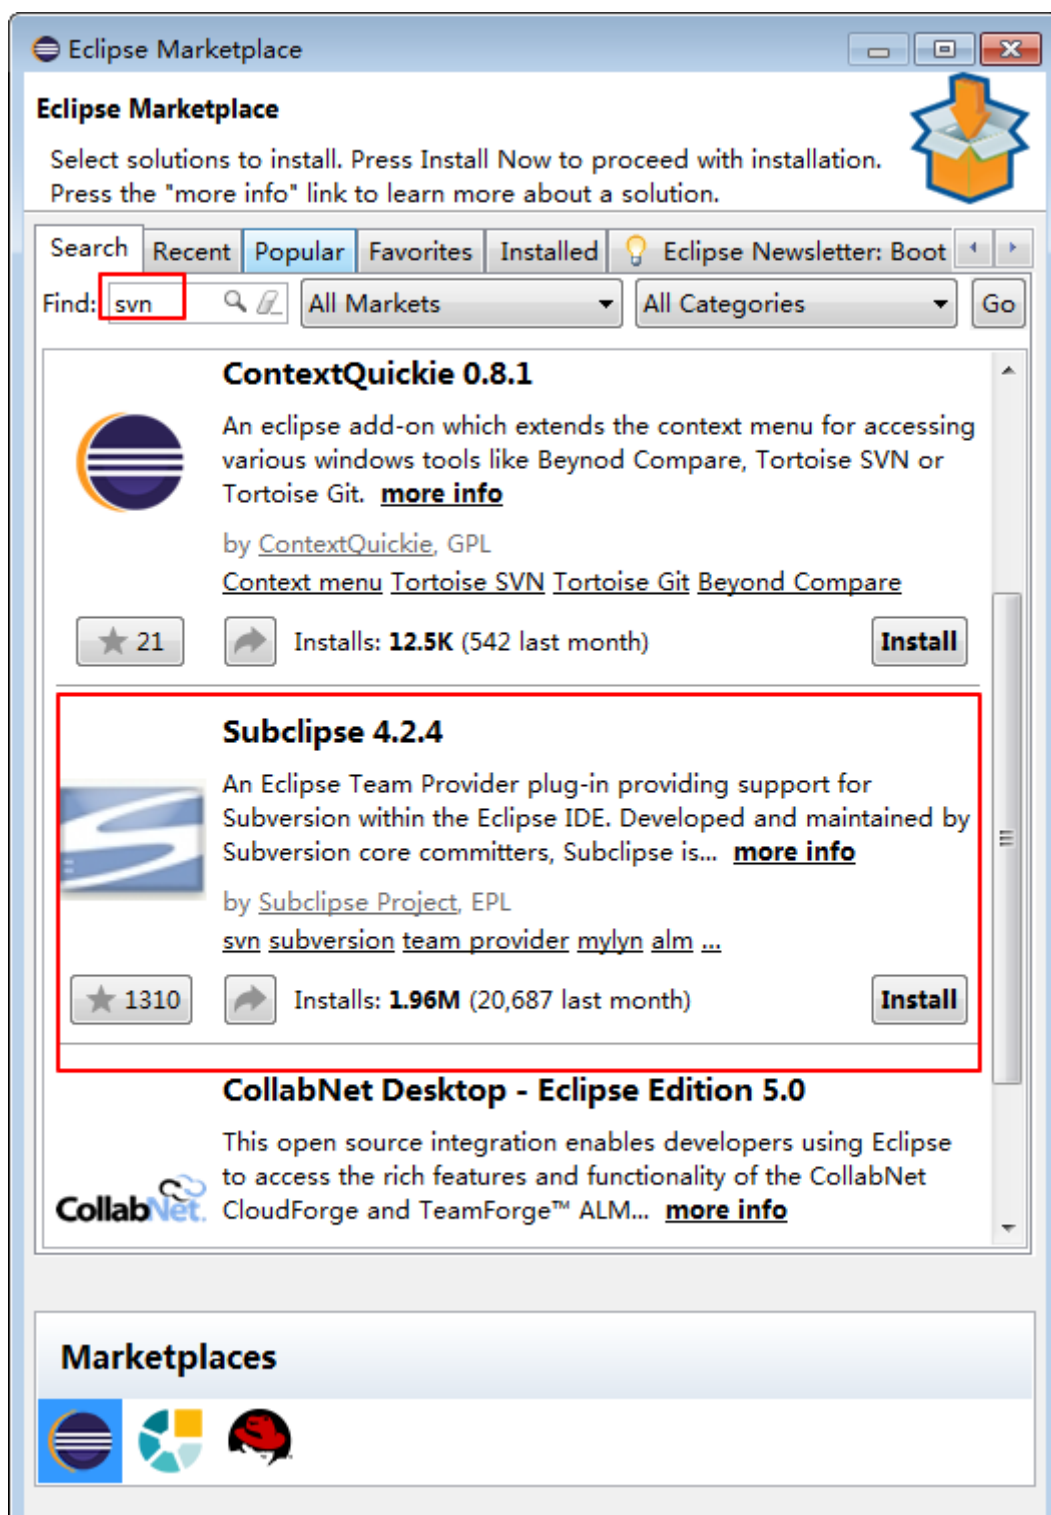 Eclipse Marketplace
Eclipse Marketplace
Select solutions to install. Press Install Now to proceed with installation.
Press the "more info" link to learn more about a solution.
Search Recent Popular Favorites Installed Eclipse Newsletter: Boot
Find: svn All Markets All Categories Go
ContextQuickie 0.8.1
An eclipse add-on which extends the context menu for accessing
various windows tools like Beynod Compare, Tortoise SVN or
Tortoise Git. more info
by ContextQuickie, GPL
Context menu Tortoise SVN Tortoise Git Beyond Compare
21 Installs: 12.5K (542 last month) Install
Subclipse 4.2.4
An Eclipse Team Provider plug-in providing support for
Subversion within the Eclipse IDE. Developed and maintained by
Subversion core committers, Subclipse is... more info
by Subclipse Project, EPL
svn subversion team provider mylyn alm ...
1310 Installs: 1.96M (20,687 last month) Install
CollabNet Desktop - Eclipse Edition 5.0
This open source integration enables developers using Eclipse
to access the rich features and functionality of the CollabNet
CollabNet. CloudForge and TeamForge™ ALM... more info
Marketplaces